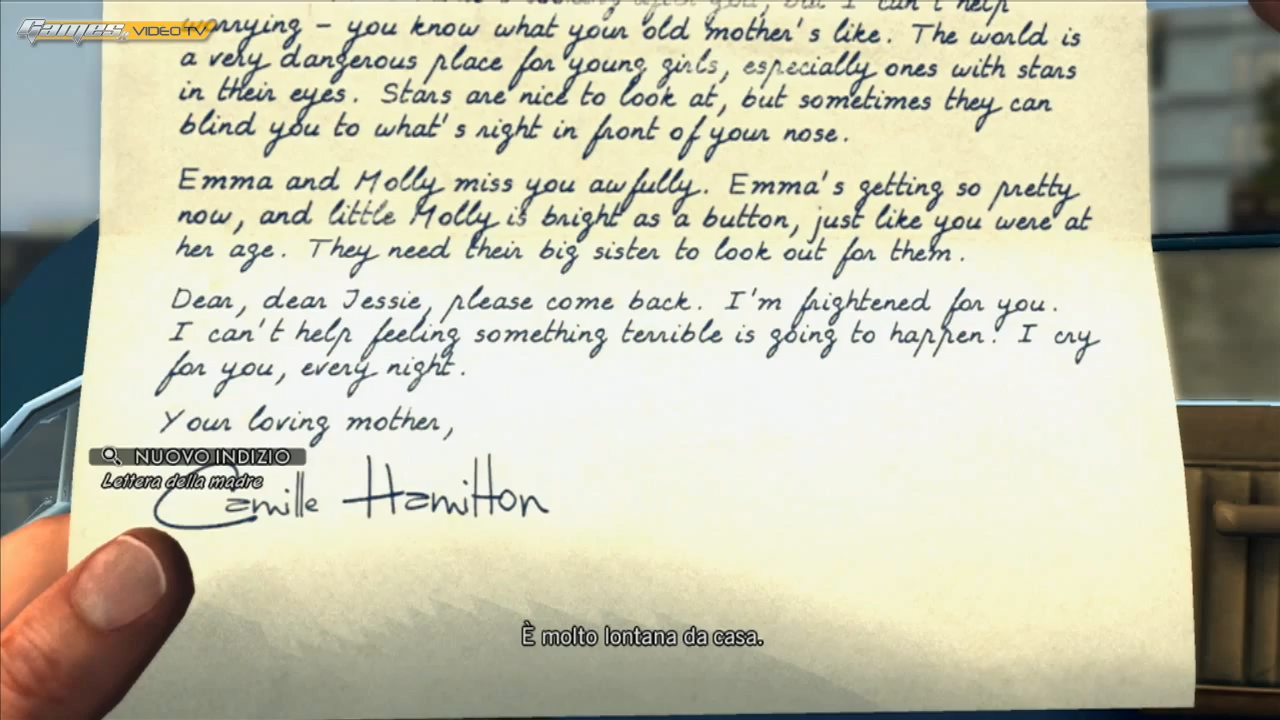 after you, but I can't help
worrying – you know what your old mother's like. The world is
a very dangerous place for young girls, especially ones with stars
in their eyes. Stars are nice to look at, but sometimes they can
blind you to what's right in front of your nose.
Emma and Molly miss you awfully. Emma's getting so pretty
now, and little Molly is bright as a button, just like you were at
her age. They need their big sister to look out for them.
Dear, dear Jessie, please come back. I'm frightened for you.
I can't help feeling something terrible is going to happen. I cry
for you, every night.
Your loving mother,
Camille Hamilton
Games VIDEO TV
NUOVO INDIZIO
Lettera della madre
È molto lontana da casa.